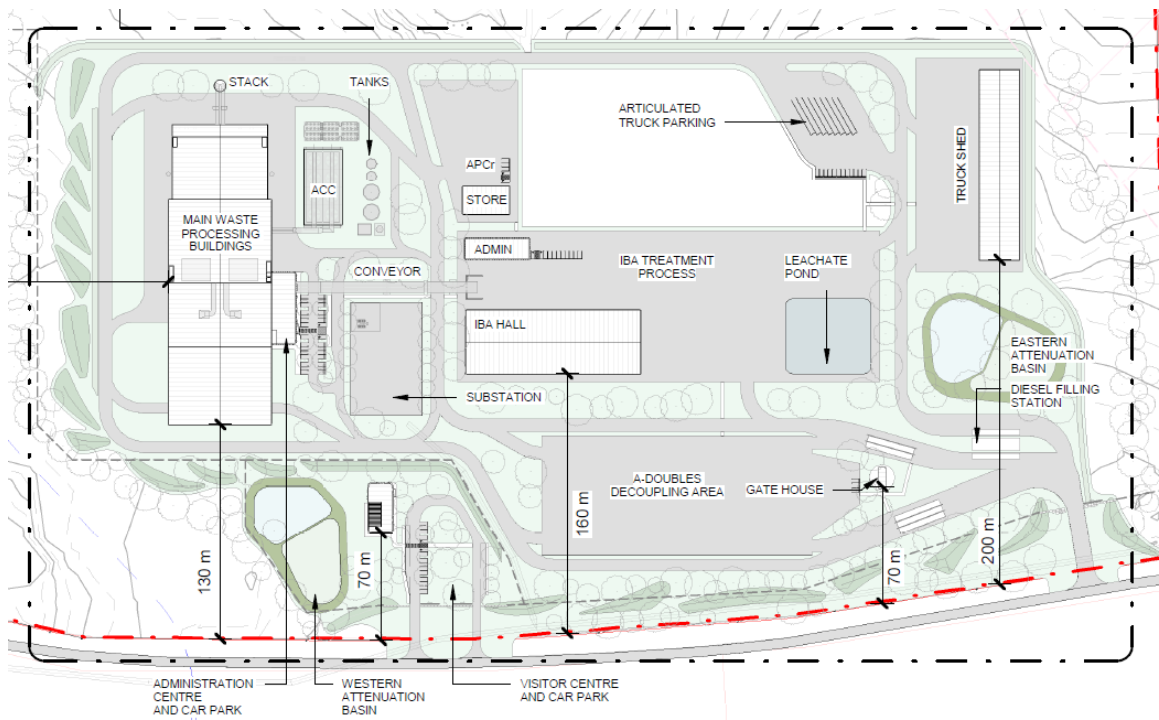 STACK
TANKS
ARTICULATED
TRUCK PARKING
TRUCK SHED
APCr
STORE
ACC
MAIN WASTE
PROCESSING
BUILDINGS
ADMIN
IBA TREATMENT
PROCESS
LEACHATE
POND
CONVEYOR
IBA HALL
EASTERN
ATTENUATION
BASIN
DIESEL FILLING
STATION
SUBSTATION
A-DOUBLES
DECOUPLING AREA
GATE HOUSE
130 m
70 m
160 m
70 m
200 m
ADMINISTRATION
CENTRE
AND CAR PARK
WESTERN
ATTENUATION
BASIN
VISITOR CENTRE
AND CAR PARK